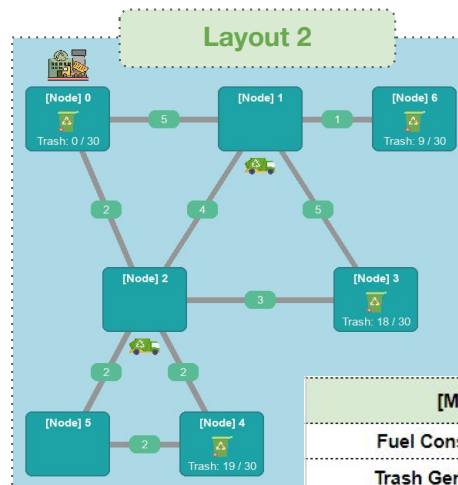 Layout 2
[Node] 0
Trash: 0 / 30
5
[Node] 1
1
[Node] 6
Trash: 9 / 30
2
4
5
[Node] 2
3
[Node] 3
Trash: 18 / 30
2
2
[Node] 5
2
[Node] 4
Trash: 19 / 30
[M
Fuel Cons
Trash Gen